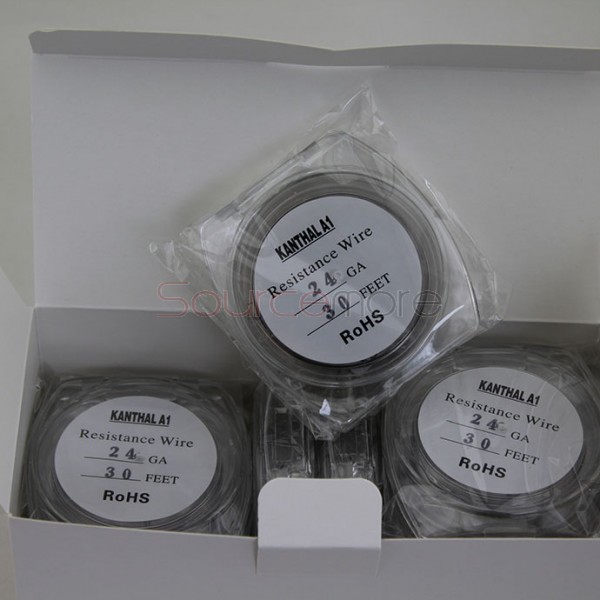 KANTHAL A1
Resistance Wire
24 GA
30 FEET
RoHS
Sourcemore
KANTHAL A1
Resistance Wire
24 GA
30 FEET
RoHS
KANTHAL A1
Resistance Wire
24 GA
30 FEET
RoHS